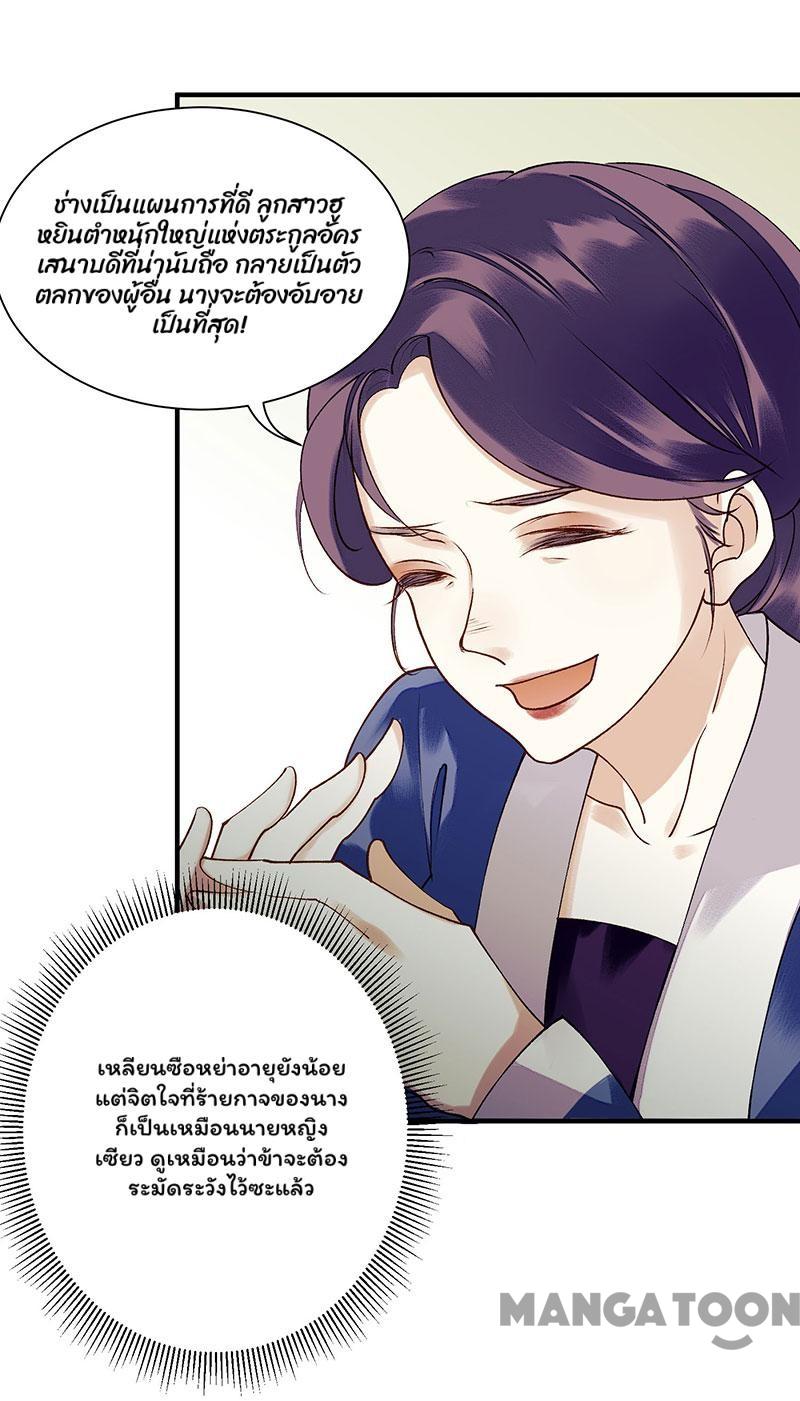 ช่างเป็นแผนการที่ดี ลูกสาวฮู
หยินตำหนักใหญ่แห่งตระกูลอัคร
เสนาบดีที่น่านับถือ กลายเป็นตัว
ตลกของผู้อื่น นางจะต้องอับอาย
เป็นที่สุด!
เหลียนซือหย่าอายุยังน้อย
แต่จิตใจที่ร้ายกาจของนาง
ก็เป็นเหมือนนายหญิง
เซียว ดูเหมือนว่าข้าจะต้อง
ระมัดระวังไว้ซะแล้ว
MANGATOON